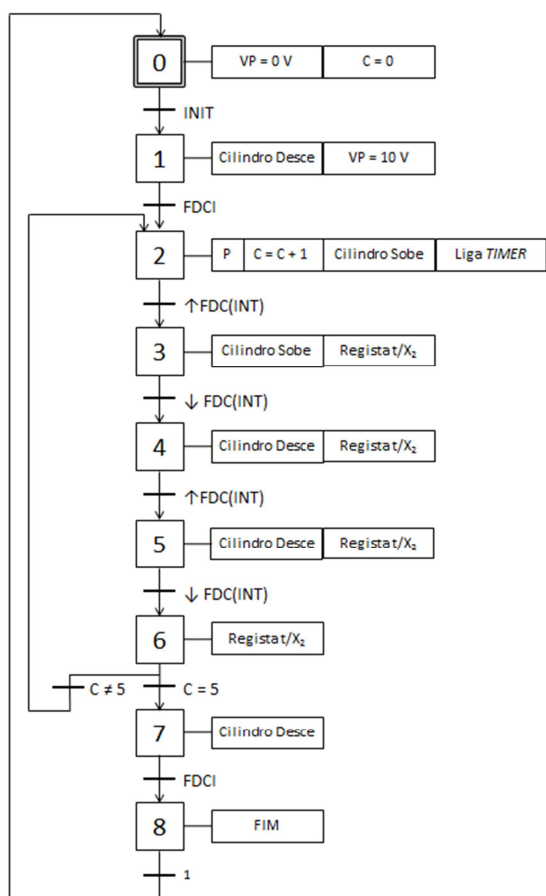 0 VP = 0 V C = 0
INIT
1 Cilindro Desce VP = 10 V
FDCI
2 P C = C + 1 Cilindro Sobe Liga TIMER
↑FDC(INT)
3 Cilindro Sobe Registat/X₂
↓ FDC(INT)
4 Cilindro Desce Registat/X₂
↑FDC(INT)
5 Cilindro Desce Registat/X₂
↓ FDC(INT)
6 Registat/X₂
C ≠ 5 C = 5
7 Cilindro Desce
FDCI
8 FIM
1